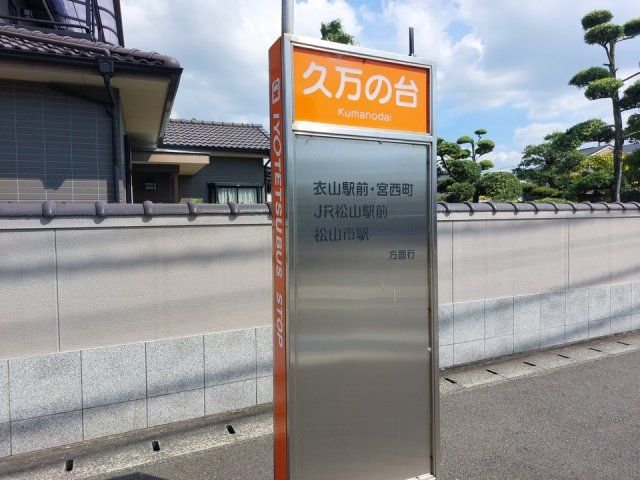 久万の台
Kumanodai
衣山駅前・宮西町
JR松山駅前
松山市駅
方面行
IYOTETSU BUS STOP